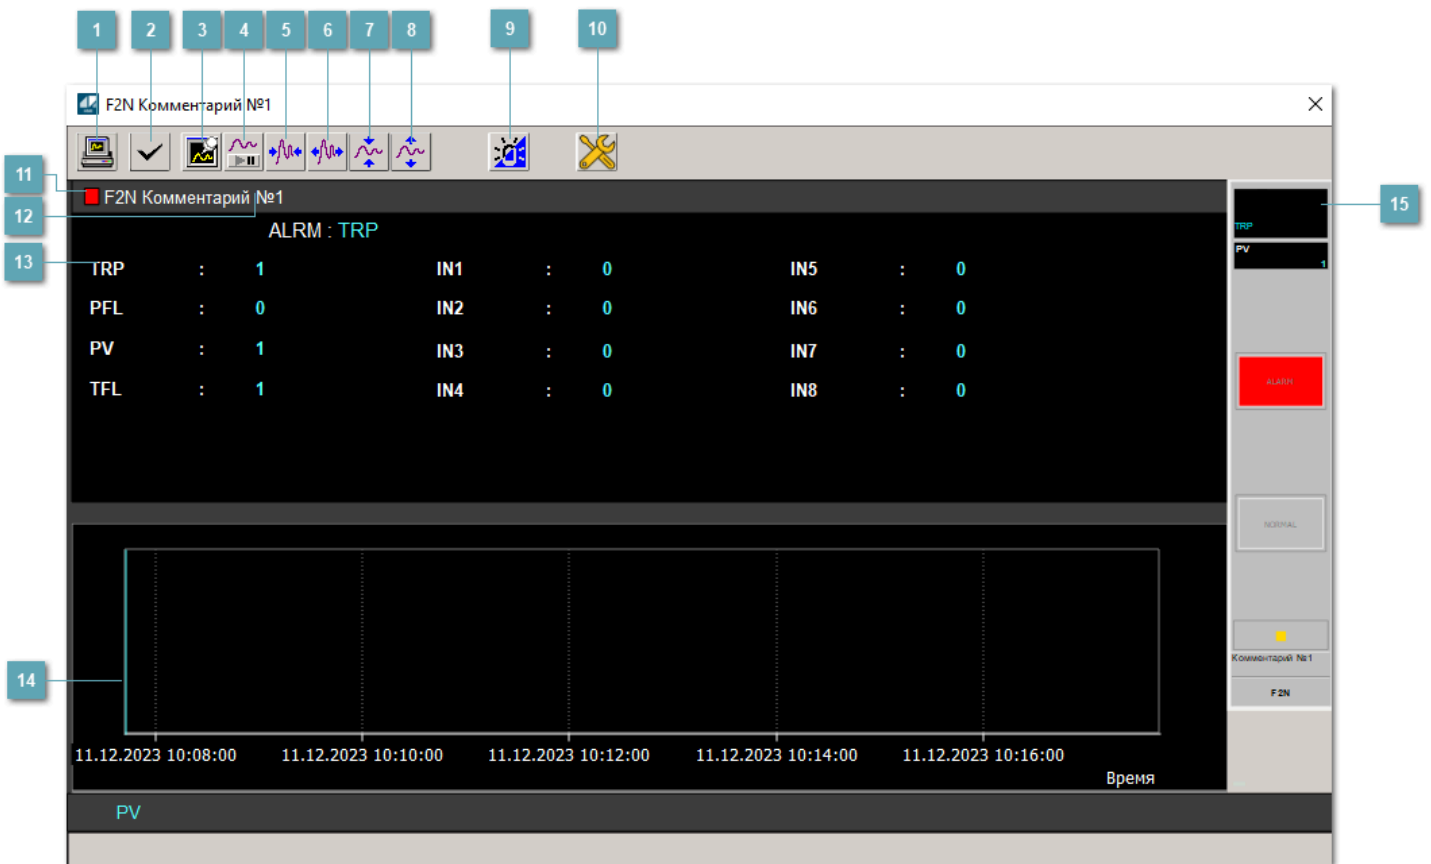 1 2 3 4 5 6 7 8 9 10
F2N Комментарий №1
11
F2N Комментарий №1
12
15
ALRM : TRP
TRP
13
TRP : 1 IN1 : 0 IN5 : 0
PV
1
PFL : 0 IN2 : 0 IN6 : 0
PV : 1 IN3 : 0 IN7 : 0
TFL : 1 IN4 : 0 IN8 : 0
ALARM
NORMAL
Комментарий №1
14
F2N
11.12.2023 10:08:00 11.12.2023 10:10:00 11.12.2023 10:12:00 11.12.2023 10:14:00 11.12.2023 10:16:00
Время
PV